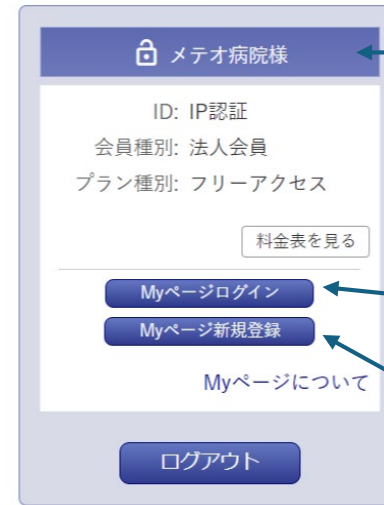 メテオ病院様
ID: IP認証
会員種別: 法人会員
プラン種別: フリーアクセス
料金表を見る
Myページログイン
Myページ新規登録
Myページについて
ログアウト